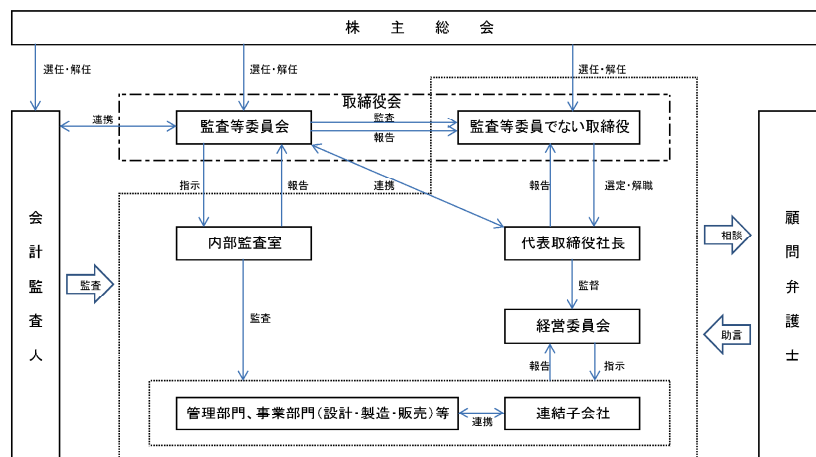 株主総会
選任・解任
選任・解任
選任・解任
取締役会
連携
監査等委員会
監査
報告
監査等委員でない取締役
指示
報告
連携
報告
選定・解職
会計監査人
監査
内部監査室
代表取締役社長
相談
顧問弁護士
監督
監査
経営委員会
助言
報告
指示
管理部門、事業部門（設計・製造・販売）等
連携
連結子会社